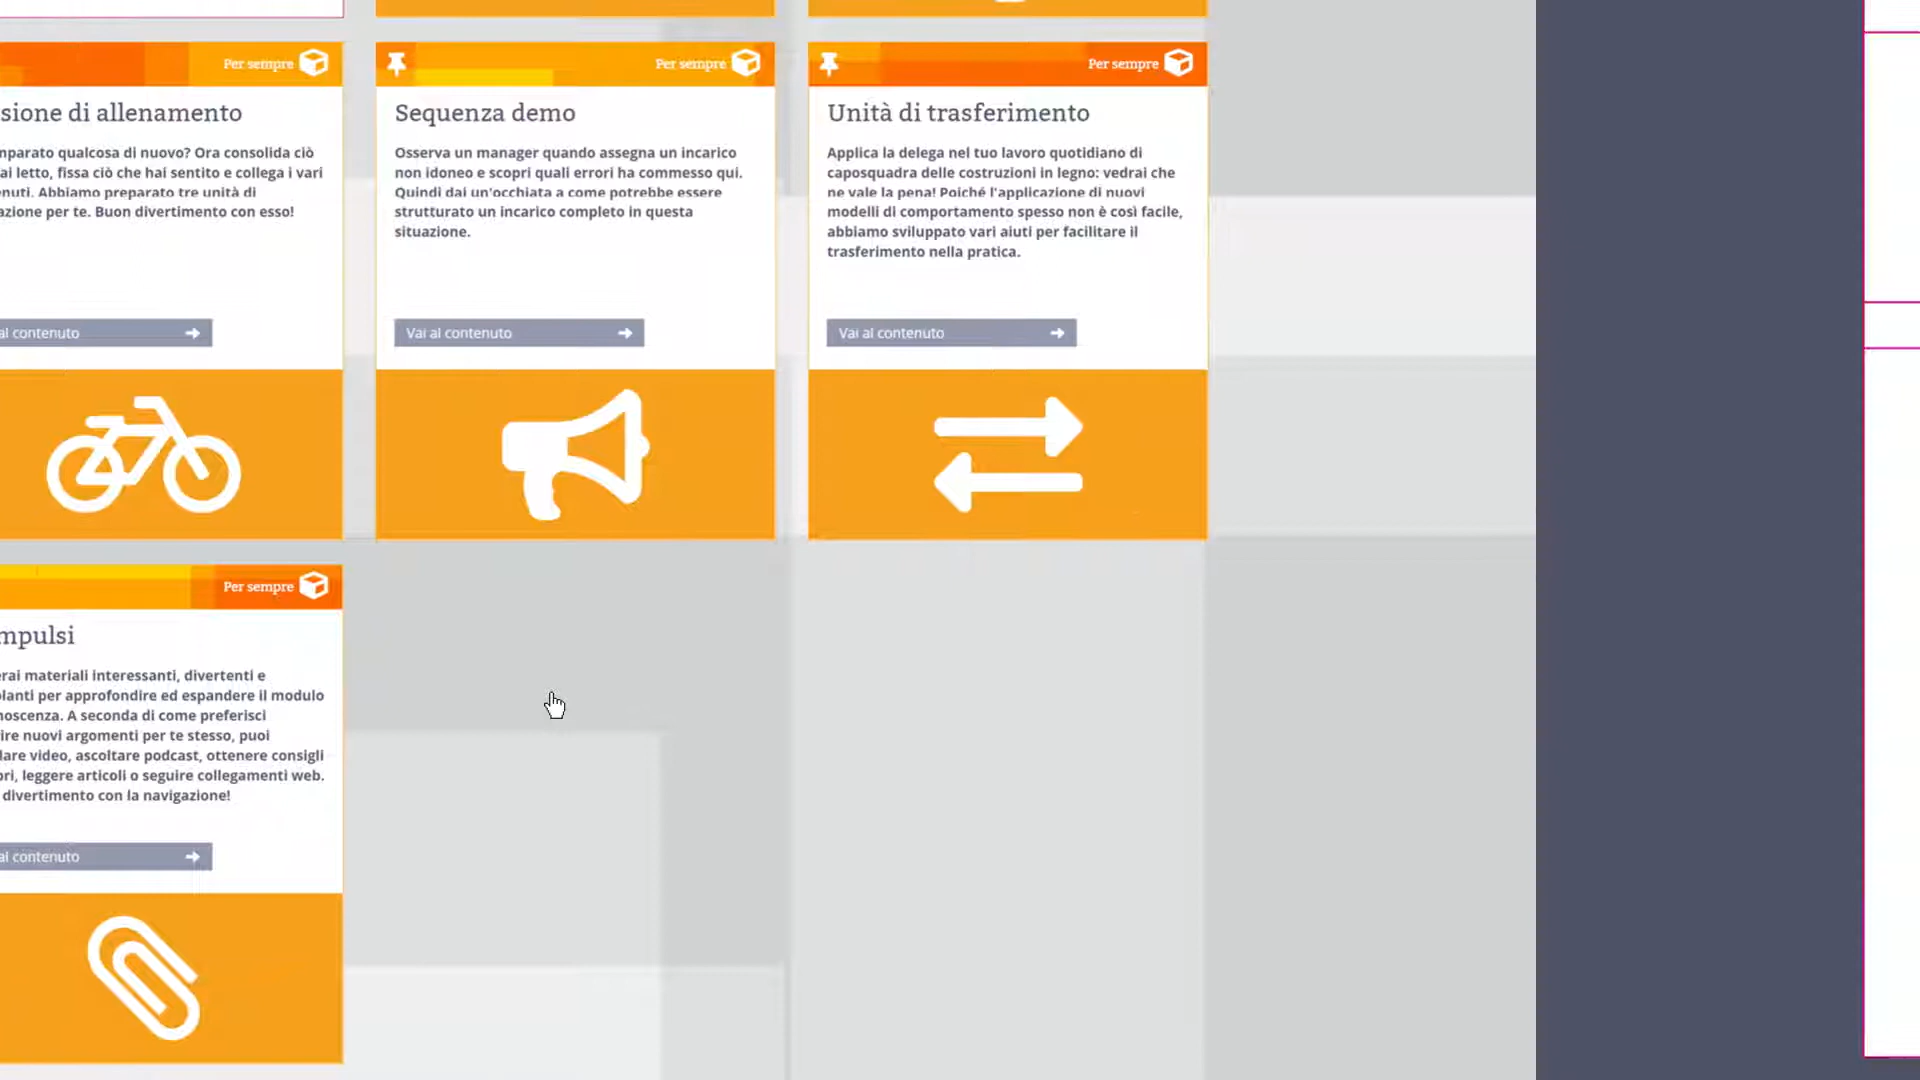 Per sempre
sione di allenamento
nparato qualcosa di nuovo? Ora consolida ciò
ai letto, fissa ciò che hai sentito e collega i vari
enuti. Abbiamo preparato tre unità di
azione per te. Buon divertimento con esso!
al contenuto
Per sempre
Sequenza demo
Osserva un manager quando assegna un incarico
non idoneo e scopri quali errori ha commesso qui.
Quindi dai un'occhiata a come potrebbe essere
strutturato un incarico completo in questa
situazione.
Vai al contenuto
Per sempre
Unità di trasferimento
Applica la delega nel tuo lavoro quotidiano di
caposquadra delle costruzioni in legno: vedrai che
ne vale la pena! Poiché l'applicazione di nuovi
modelli di comportamento spesso non è così facile,
abbiamo sviluppato vari aiuti per facilitare il
trasferimento nella pratica.
Vai al contenuto
Per sempre
mpulsi
erai materiali interessanti, divertenti e
olanti per approfondire ed espandere il modulo
noscenza. A seconda di come preferisci
ire nuovi argomenti per te stesso, puoi
lare video, ascoltare podcast, ottenere consigli
ori, leggere articoli o seguire collegamenti web.
divertimento con la navigazione!
al contenuto